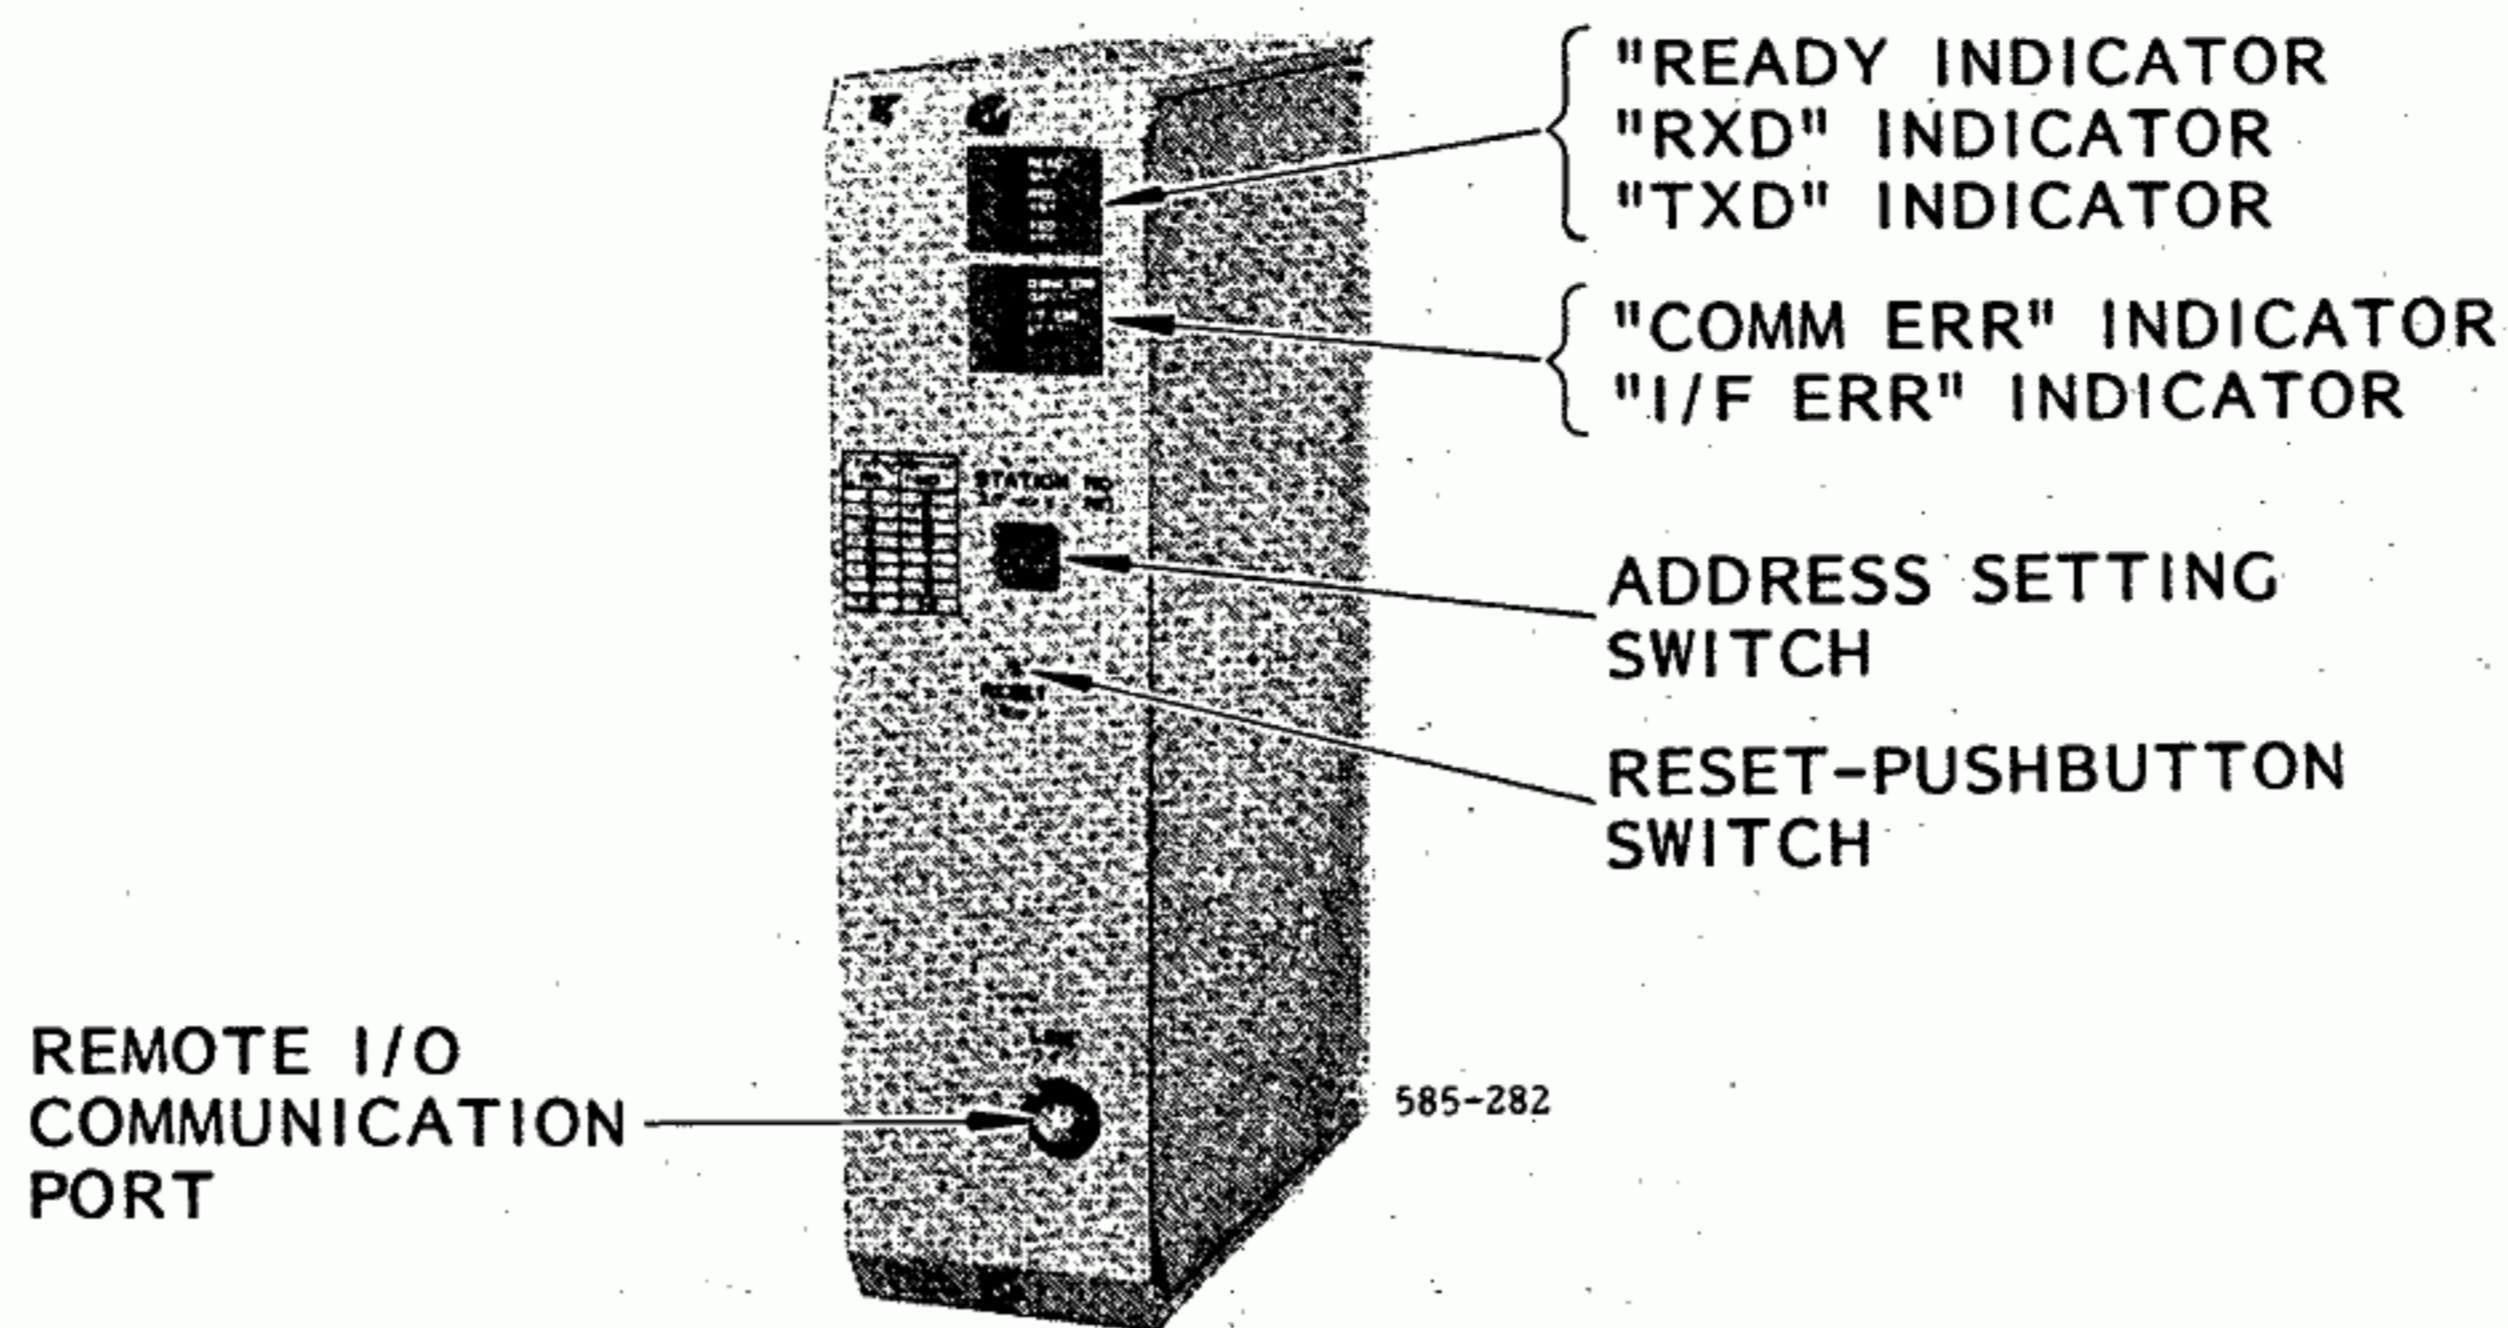 "READY INDICATOR
"RXD" INDICATOR
"TXD" INDICATOR
"COMM ERR" INDICATOR
"I/F ERR" INDICATOR
STATION NO
ADDRESS SETTING
SWITCH
RESET
RESET-PUSHBUTTON
SWITCH
REMOTE I/O
COMMUNICATION
PORT
585-282